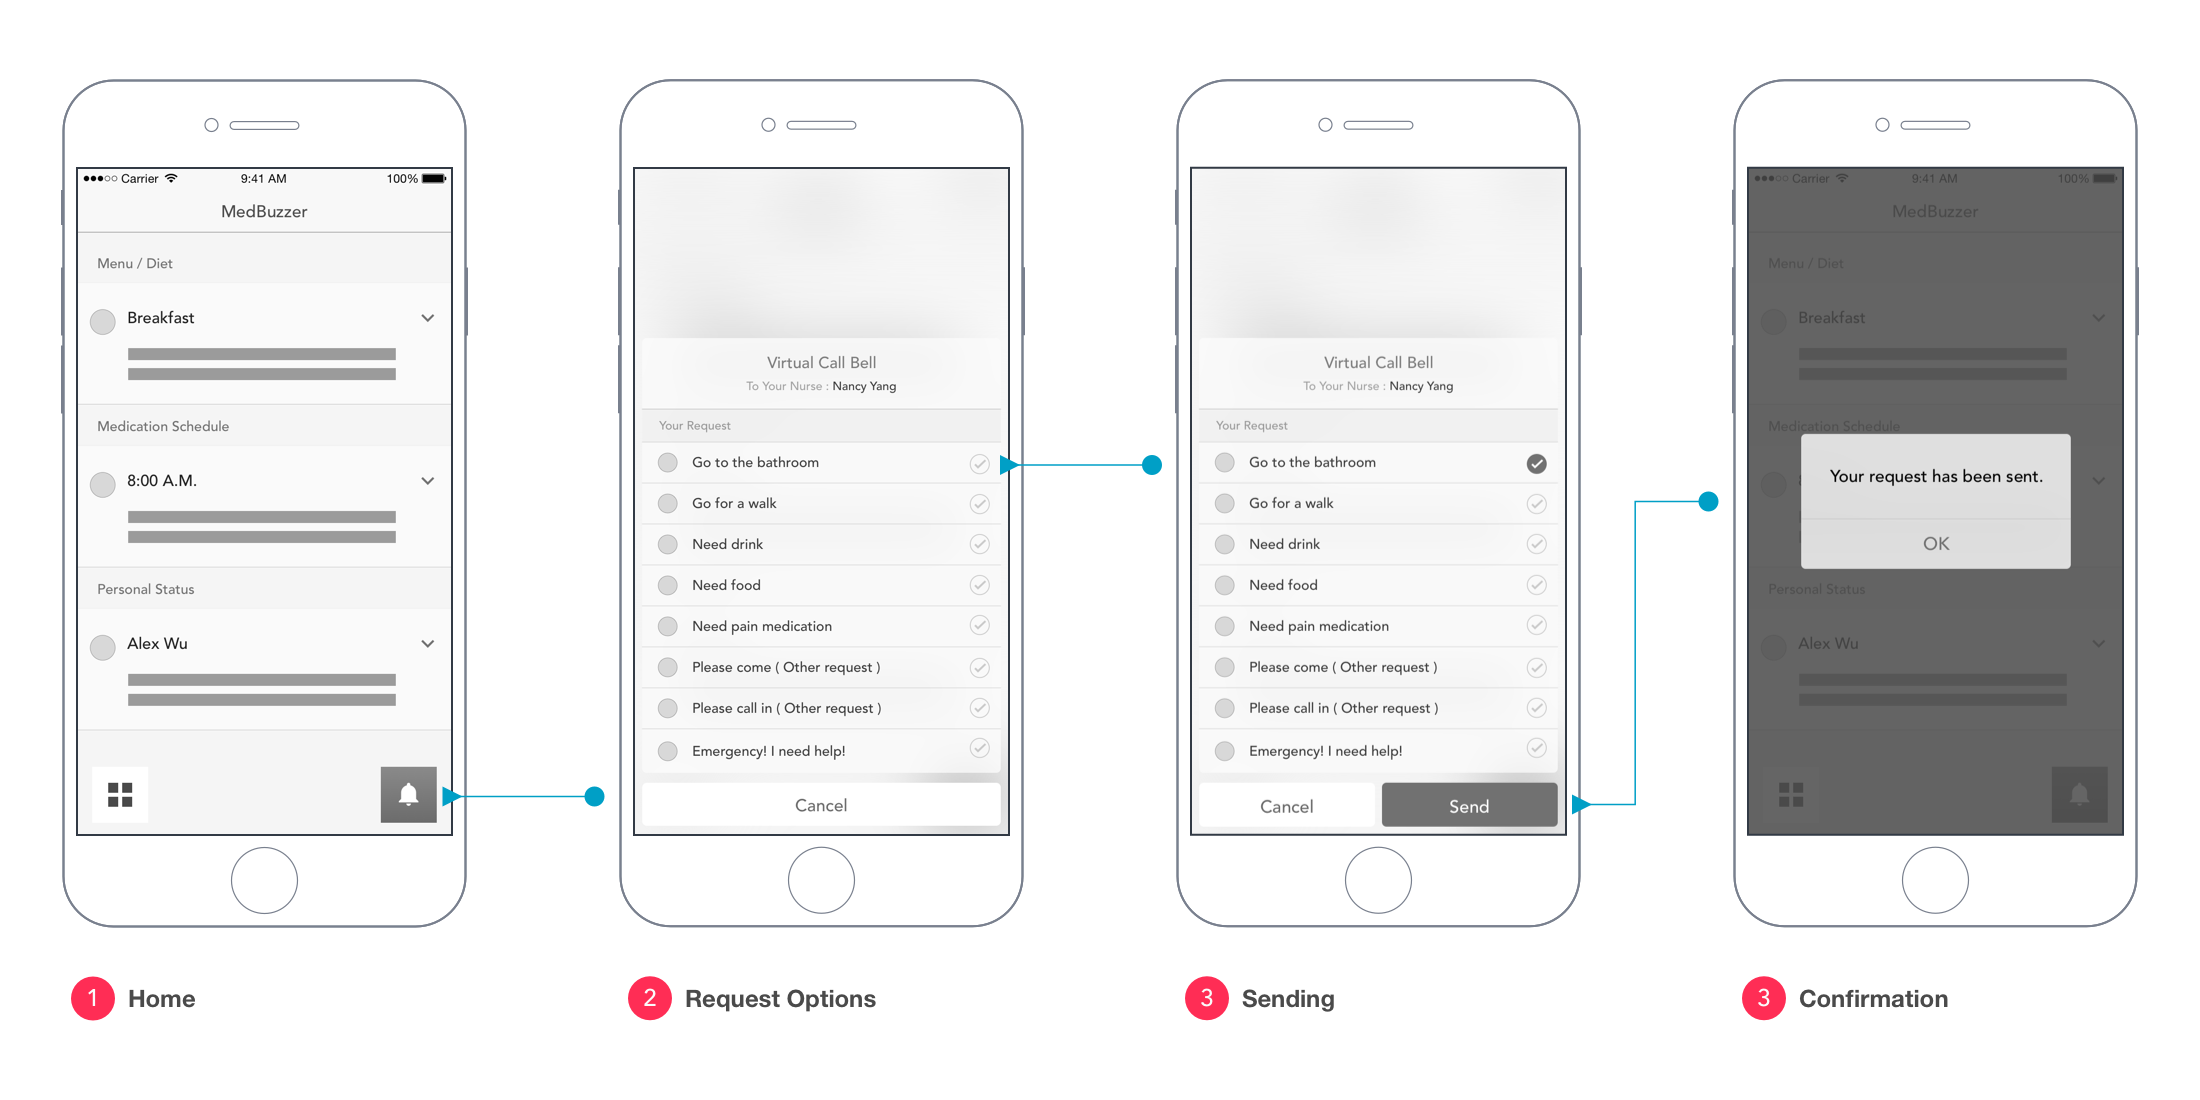 Carrier 9:41 AM 100%
MedBuzzer
Menu / Diet
Breakfast
Medication Schedule
8:00 A.M.
Personal Status
Alex Wu
1 Home
Virtual Call Bell
To Your Nurse : Nancy Yang
Your Request
Go to the bathroom
Go for a walk
Need drink
Need food
Need pain medication
Please come ( Other request )
Please call in ( Other request )
Emergency! I need help!
Cancel
2 Request Options
Virtual Call Bell
To Your Nurse : Nancy Yang
Your Request
Go to the bathroom
Go for a walk
Need drink
Need food
Need pain medication
Please come ( Other request )
Please call in ( Other request )
Emergency! I need help!
Cancel Send
3 Sending
Carrier 9:41 AM 100%
MedBuzzer
Menu / Diet
Breakfast
Medication Schedule
Your request has been sent.
OK
Personal Status
Alex Wu
3 Confirmation